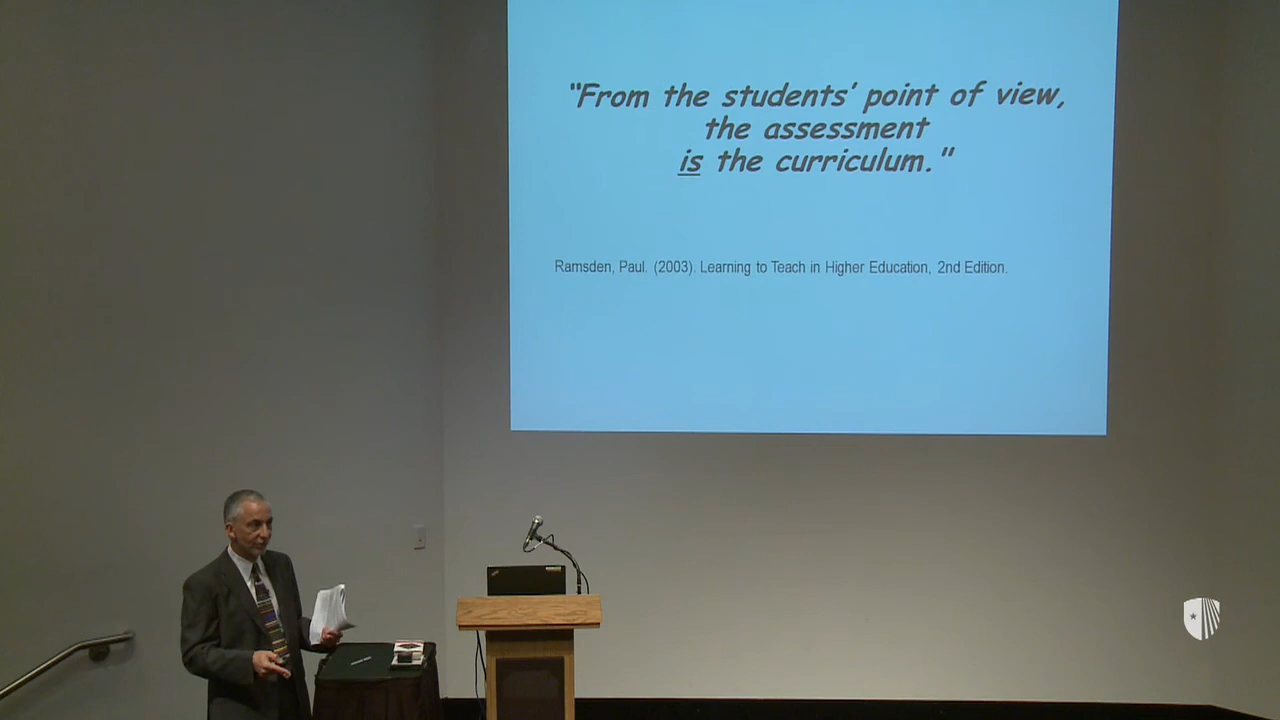 “From the students’ point of view,
the assessment
is the curriculum."
Ramsden, Paul. (2003). Learning to Teach in Higher Education, 2nd Edition.